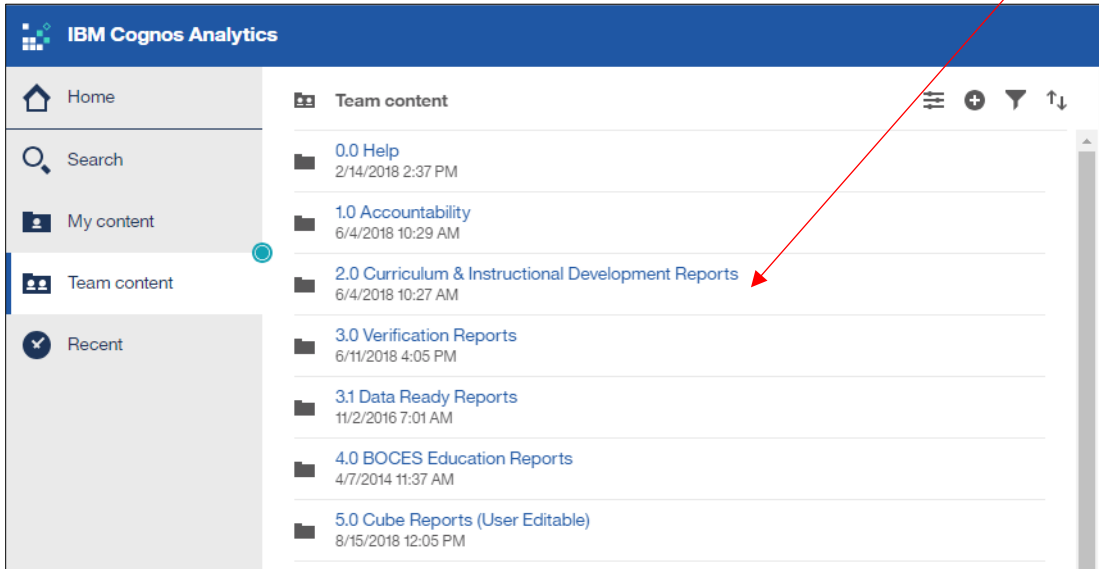 IBM Cognos Analytics
Home
Search
My content
Team content
Recent
Team content
0.0 Help
2/14/2018 2:37 PM
1.0 Accountability
6/4/2018 10:29 AM
2.0 Curriculum & Instructional Development Reports
6/4/2018 10:27 AM
3.0 Verification Reports
6/11/2018 4:05 PM
3.1 Data Ready Reports
11/2/2016 7:01 AM
4.0 BOCES Education Reports
4/7/2014 11:37 AM
5.0 Cube Reports (User Editable)
8/15/2018 12:05 PM